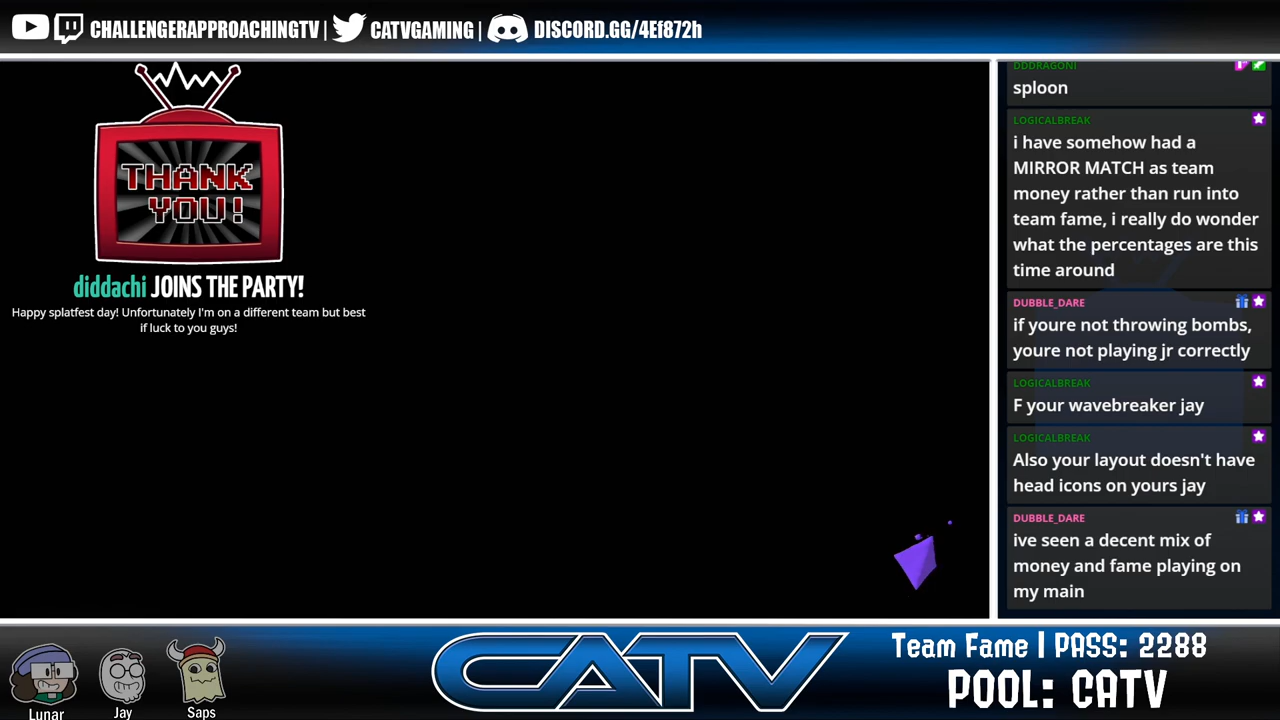 CHALLENGERAPPROACHINGTV | CATVGAMING | DISCORD.GG/4Ef872h
THANK
YOU!
diddachi JOINS THE PARTY!
Happy splatfest day! Unfortunately I'm on a different team but best
if luck to you guys!
DDDRAGONI
sploon
LOGICALBREAK
i have somehow had a
MIRROR MATCH as team
money rather than run into
team fame, i really do wonder
what the percentages are this
time around
DUBBLE_DARE
if youre not throwing bombs,
youre not playing jr correctly
LOGICALBREAK
F your wavebreaker jay
LOGICALBREAK
Also your layout doesn't have
head icons on yours jay
DUBBLE_DARE
ive seen a decent mix of
money and fame playing on
my main
Lunar
Jay
Saps
CATV
Team Fame | PASS: 2288
POOL: CATV